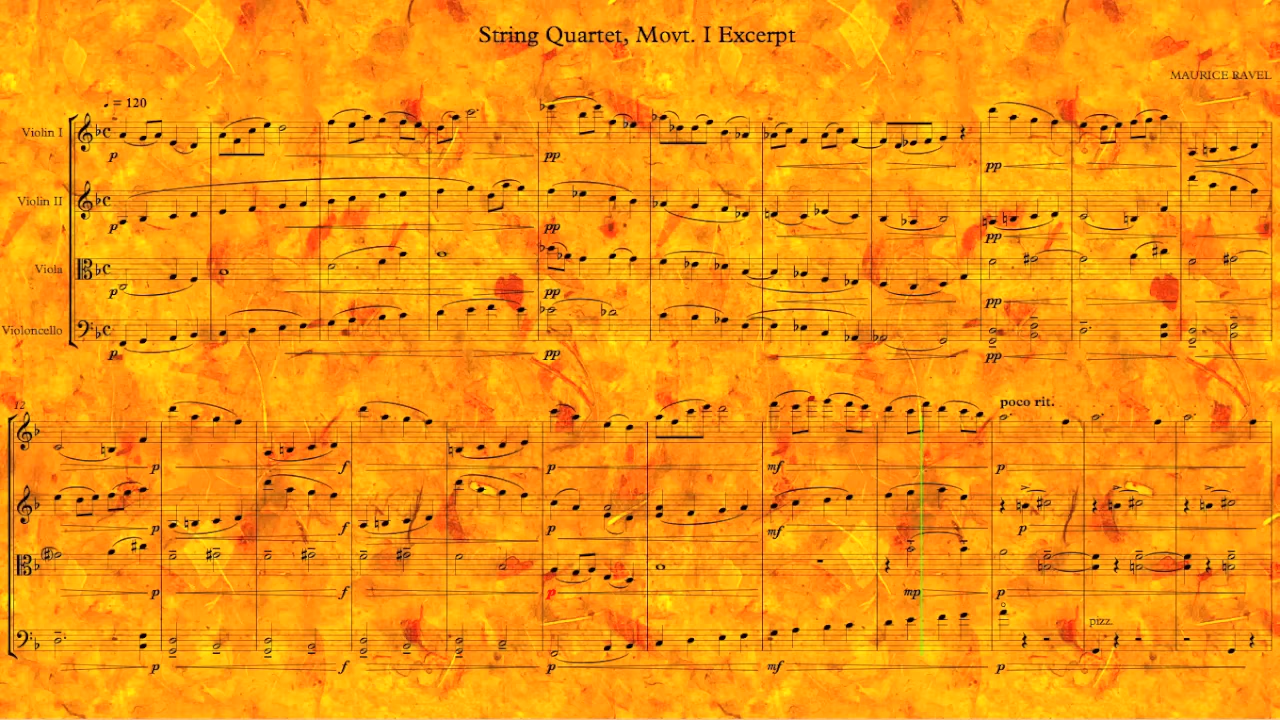 String Quartet, Movt. I Excerpt
MAURICE RAVEL
♩ = 120
Violin I
p
pp
pp
Violin II
p
pp
pp
Viola
p
pp
pp
Violoncello
p
pp
pp
12
poco rit.
p
f
p
mf
p
p
f
p
mf
p
p
f
p
mp
p
pizz.
p
f
p
mf
p